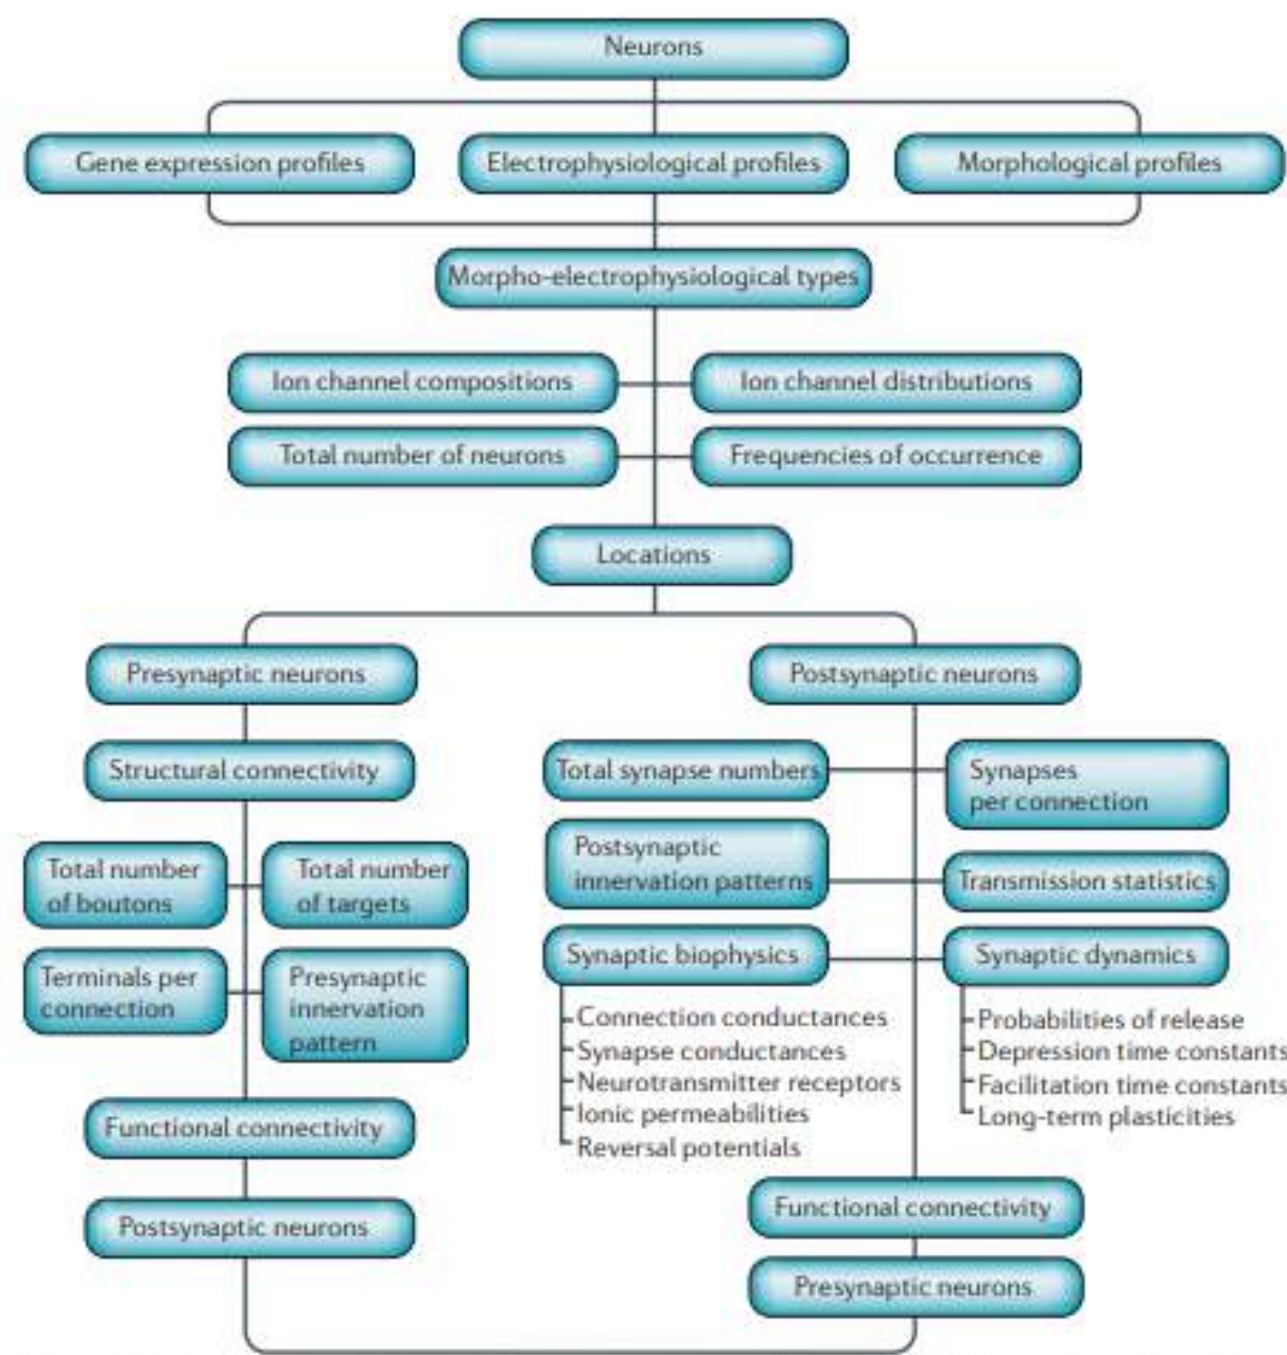 Neurons
Gene expression profiles
Electrophysiological profiles
Morphological profiles
Morpho-electrophysiological types
Ion channel compositions
Ion channel distributions
Total number of neurons
Frequencies of occurrence
Locations
Presynaptic neurons
Structural connectivity
Total number
of boutons
Total number
of targets
Terminals per
connection
Presynaptic
innervation
pattern
Functional connectivity
Postsynaptic neurons
Postsynaptic neurons
Total synapse numbers
Synapses
per connection
Postsynaptic
innervation patterns
Transmission statistics
Synaptic biophysics
Connection conductances
Synapse conductances
Neurotransmitter receptors
Ionic permeabilities
Reversal potentials
Synaptic dynamics
Probabilities of release
Depression time constants
Facilitation time constants
Long-term plasticities
Functional connectivity
Presynaptic neurons